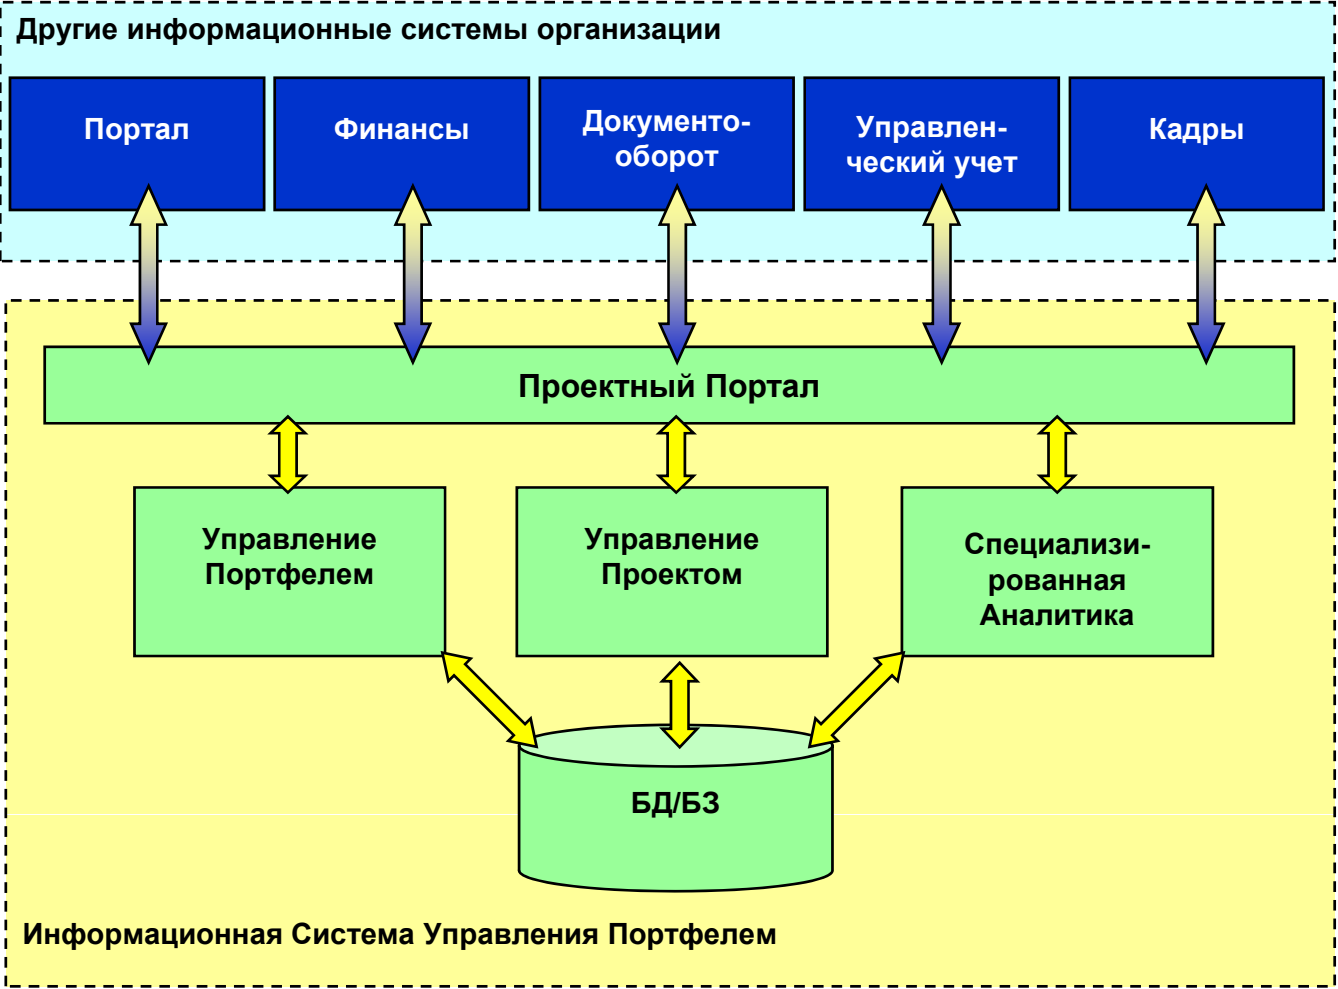 Другие информационные системы организации
Портал
Финансы
Документо-
оборот
Управлен-
ческий учет
Кадры
Проектный Портал
Управление
Портфелем
Управление
Проектом
Специализи-
рованная
Аналитика
БД/БЗ
Информационная Система Управления Портфелем